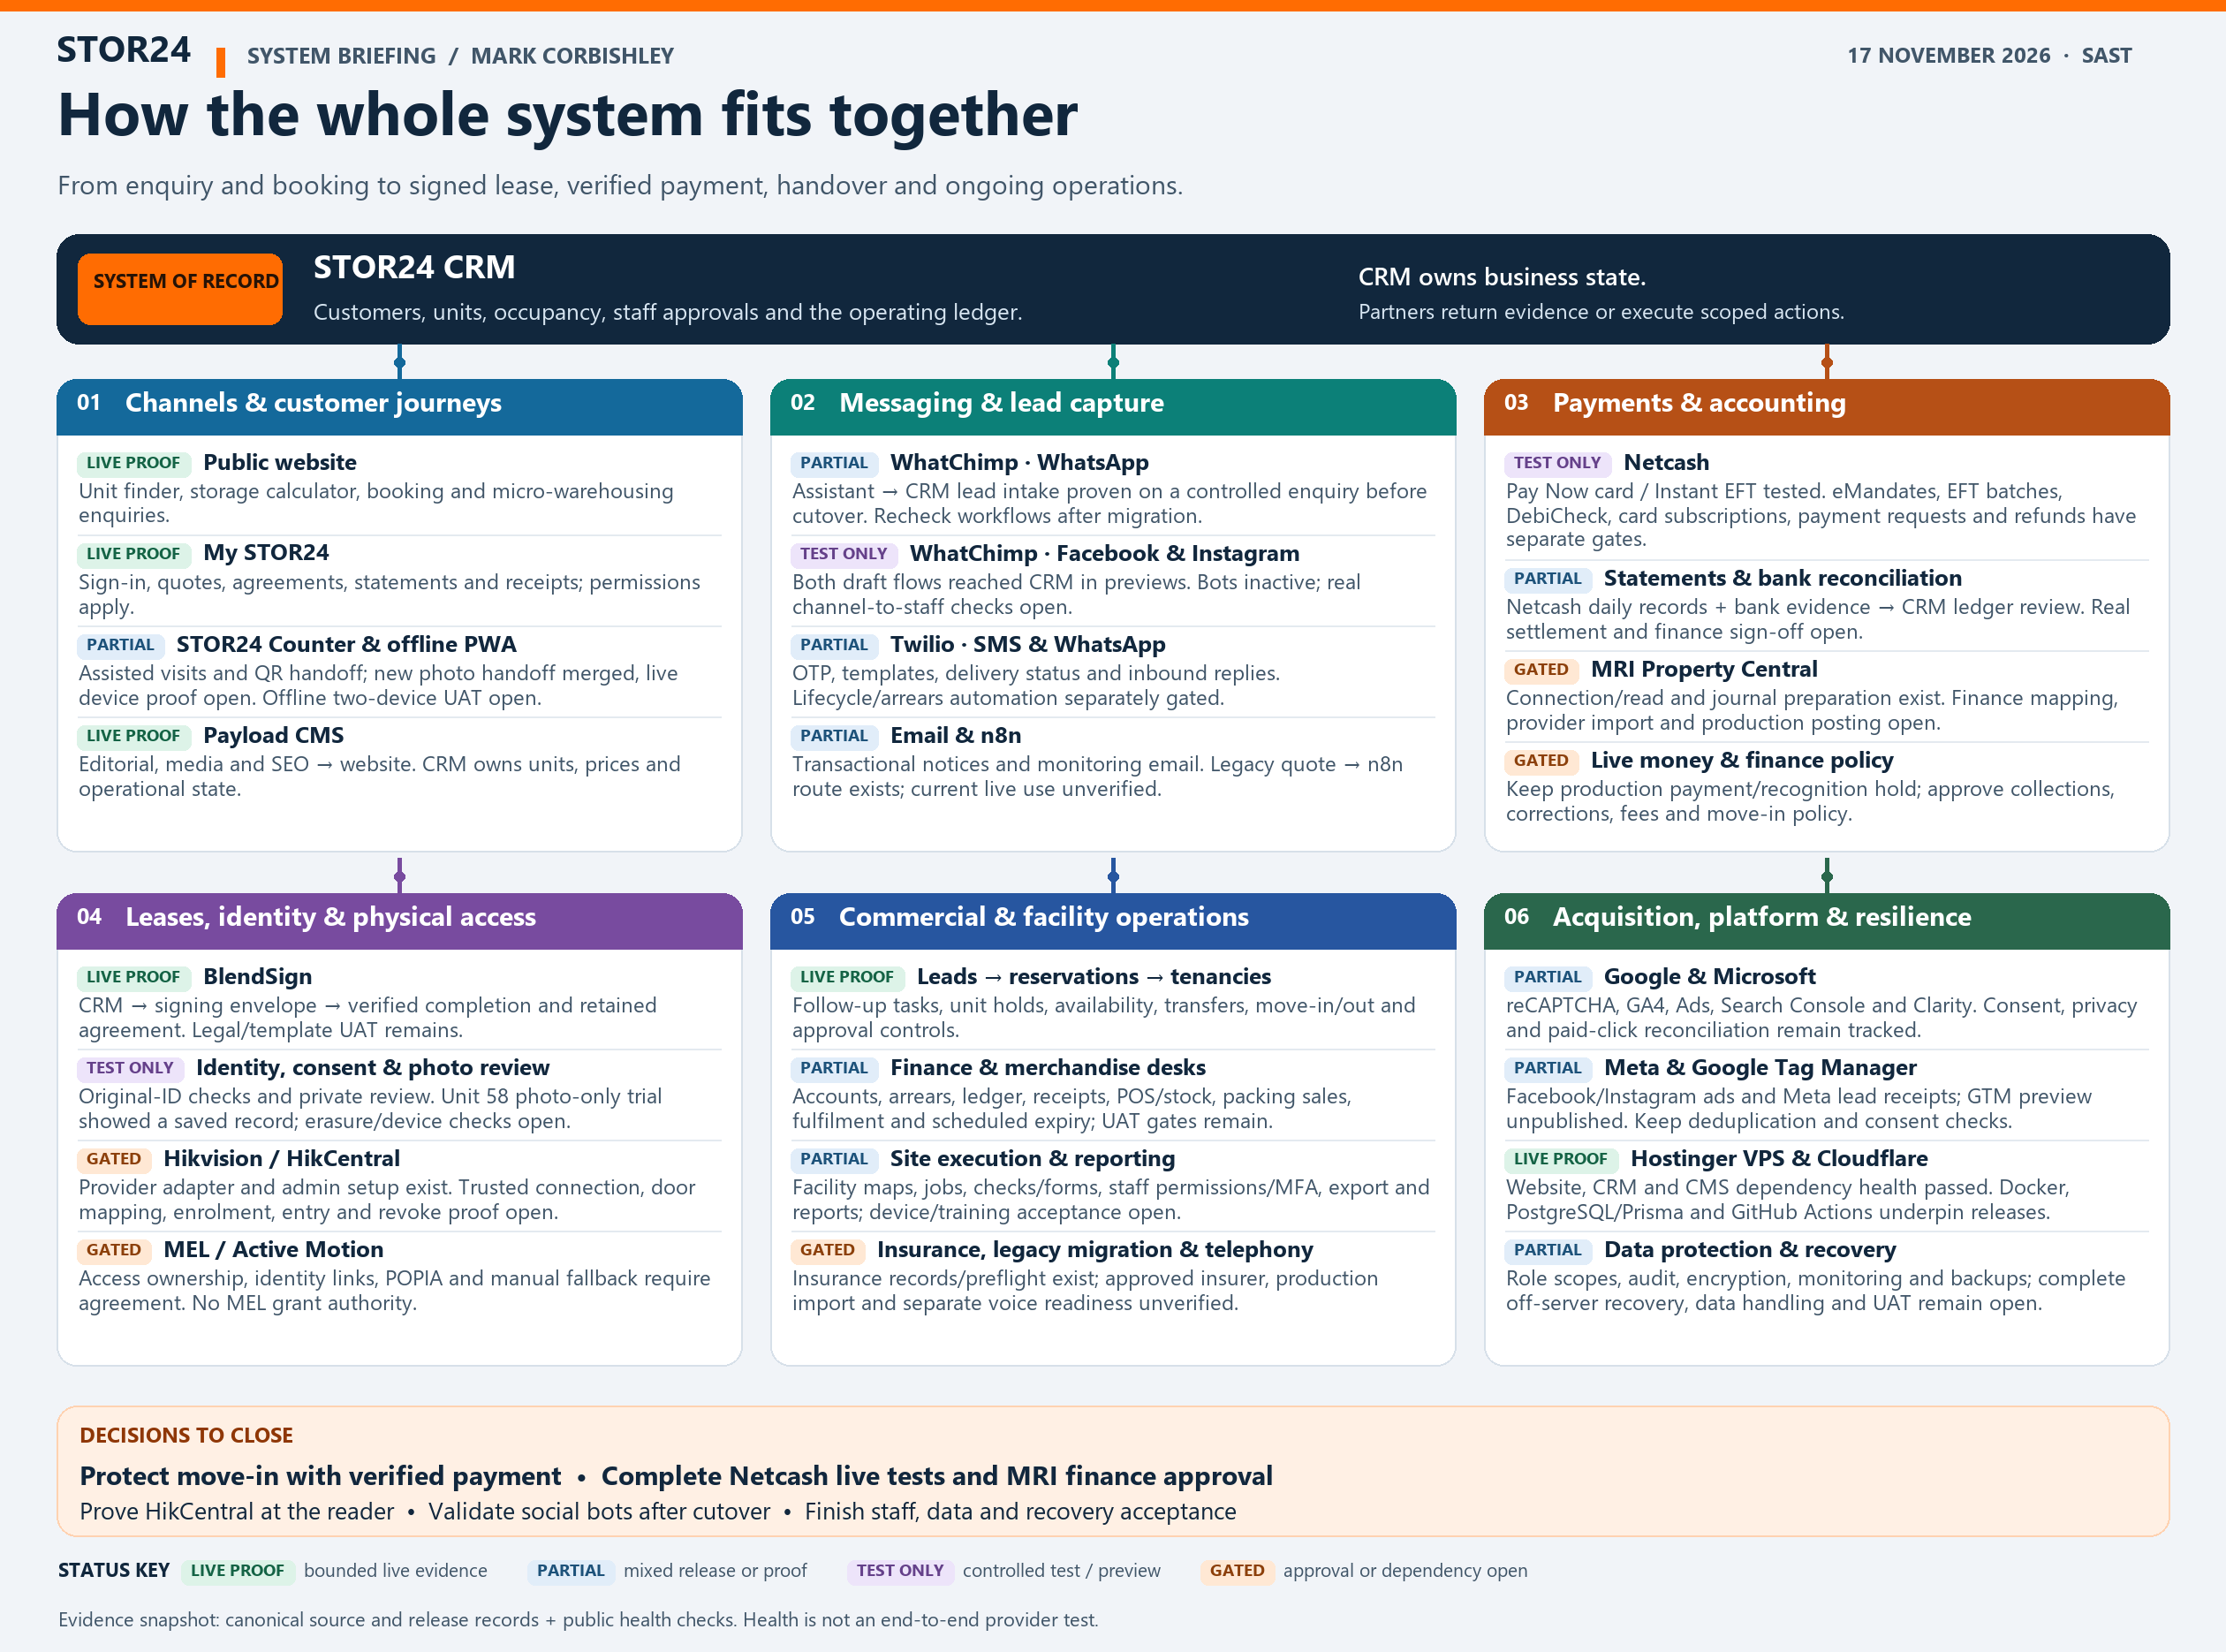 STOR24
SYSTEM BRIEFING / MARK CORBISHLEY
17 NOVEMBER 2026 · SAST
How the whole system fits together
From enquiry and booking to signed lease, verified payment, handover and ongoing operations.
SYSTEM OF RECORD
STOR24 CRM
Customers, units, occupancy, staff approvals and the operating ledger.
CRM owns business state.
Partners return evidence or execute scoped actions.
01 Channels & customer journeys
LIVE PROOF Public website
Unit finder, storage calculator, booking and micro-warehousing
enquiries.
LIVE PROOF My STOR24
Sign-in, quotes, agreements, statements and receipts; permissions
apply.
PARTIAL STOR24 Counter & offline PWA
Assisted visits and QR handoff; new photo handoff merged, live
device proof open. Offline two-device UAT open.
LIVE PROOF Payload CMS
Editorial, media and SEO → website. CRM owns units, prices and
operational state.
02 Messaging & lead capture
PARTIAL WhatChimp · WhatsApp
Assistant → CRM lead intake proven on a controlled enquiry before
cutover. Recheck workflows after migration.
TEST ONLY WhatChimp · Facebook & Instagram
Both draft flows reached CRM in previews. Bots inactive; real
channel-to-staff checks open.
PARTIAL Twilio · SMS & WhatsApp
OTP, templates, delivery status and inbound replies.
Lifecycle/arrears automation separately gated.
PARTIAL Email & n8n
Transactional notices and monitoring email. Legacy quote → n8n
route exists; current live use unverified.
03 Payments & accounting
TEST ONLY Netcash
Pay Now card / Instant EFT tested. eMandates, EFT batches,
DebiCheck, card subscriptions, payment requests and refunds have
separate gates.
PARTIAL Statements & bank reconciliation
Netcash daily records + bank evidence → CRM ledger review. Real
settlement and finance sign-off open.
GATED MRI Property Central
Connection/read and journal preparation exist. Finance mapping,
provider import and production posting open.
GATED Live money & finance policy
Keep production payment/recognition hold; approve collections,
corrections, fees and move-in policy.
04 Leases, identity & physical access
LIVE PROOF BlendSign
CRM → signing envelope → verified completion and retained
agreement. Legal/template UAT remains.
TEST ONLY Identity, consent & photo review
Original-ID checks and private review. Unit 58 photo-only trial
showed a saved record; erasure/device checks open.
GATED Hikvision / HikCentral
Provider adapter and admin setup exist. Trusted connection, door
mapping, enrolment, entry and revoke proof open.
GATED MEL / Active Motion
Access ownership, identity links, POPIA and manual fallback require
agreement. No MEL grant authority.
05 Commercial & facility operations
LIVE PROOF Leads → reservations → tenancies
Follow-up tasks, unit holds, availability, transfers, move-in/out and
approval controls.
PARTIAL Finance & merchandise desks
Accounts, arrears, ledger, receipts, POS/stock, packing sales,
fulfilment and scheduled expiry; UAT gates remain.
PARTIAL Site execution & reporting
Facility maps, jobs, checks/forms, staff permissions/MFA, export and
reports; device/training acceptance open.
GATED Insurance, legacy migration & telephony
Insurance records/preflight exist; approved insurer, production
import and separate voice readiness unverified.
06 Acquisition, platform & resilience
PARTIAL Google & Microsoft
reCAPTCHA, GA4, Ads, Search Console and Clarity. Consent, privacy
and paid-click reconciliation remain tracked.
PARTIAL Meta & Google Tag Manager
Facebook/Instagram ads and Meta lead receipts; GTM preview
unpublished. Keep deduplication and consent checks.
LIVE PROOF Hostinger VPS & Cloudflare
Website, CRM and CMS dependency health passed. Docker,
PostgreSQL/Prisma and GitHub Actions underpin releases.
PARTIAL Data protection & recovery
Role scopes, audit, encryption, monitoring and backups; complete
off-server recovery, data handling and UAT remain open.
DECISIONS TO CLOSE
Protect move-in with verified payment • Complete Netcash live tests and MRI finance approval
Prove HikCentral at the reader • Validate social bots after cutover • Finish staff, data and recovery acceptance
STATUS KEY LIVE PROOF bounded live evidence PARTIAL mixed release or proof TEST ONLY controlled test / preview GATED approval or dependency open
Evidence snapshot: canonical source and release records + public health checks. Health is not an end-to-end provider test.